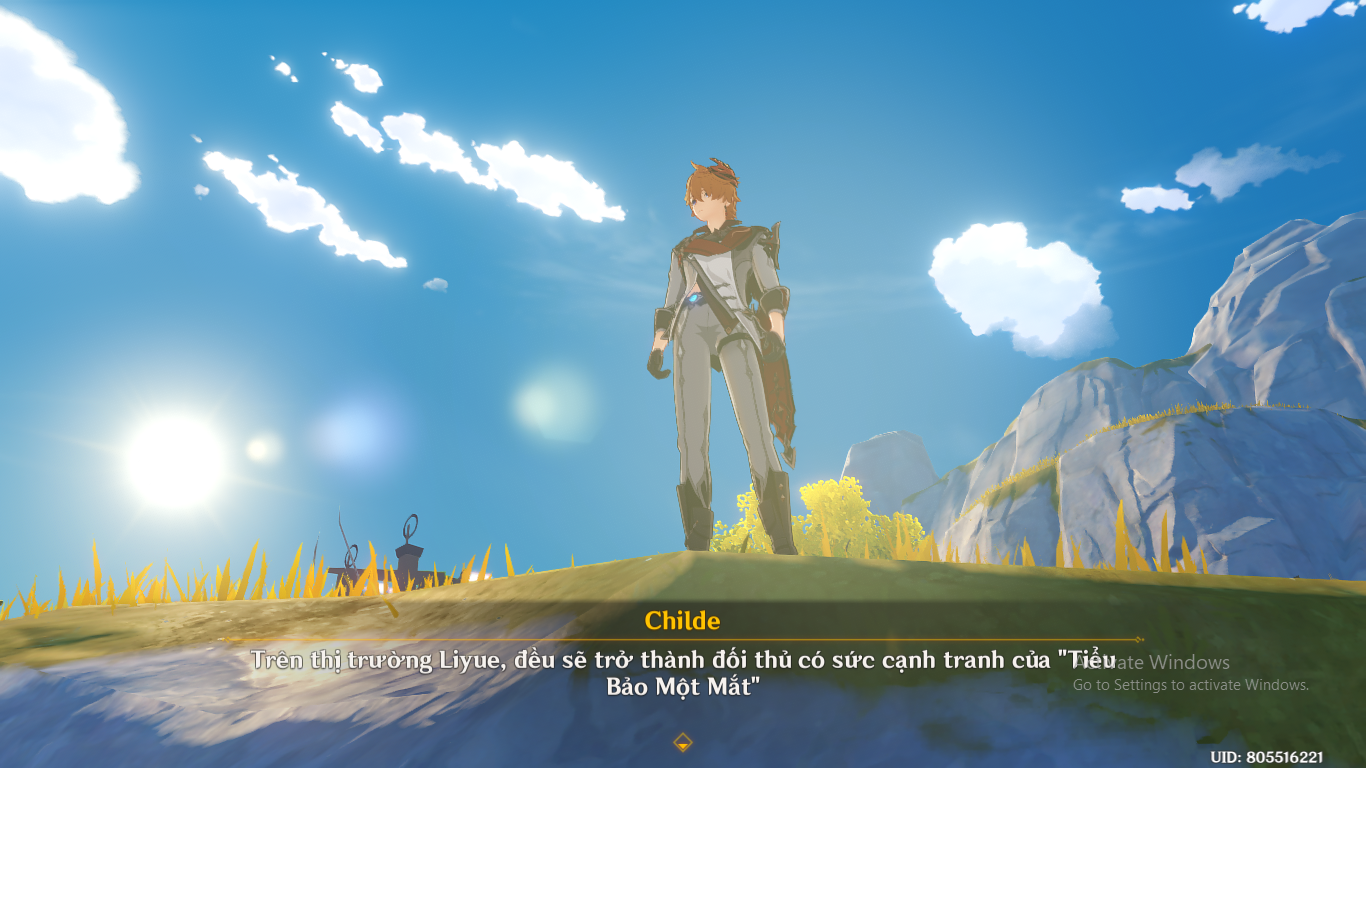 Childe
Trên thị trường Liyue, đều sẽ trở thành đối thủ có sức cạnh tranh của "Tiểu
Bảo Một Mắt"
Activate Windows
Go to Settings to activate Windows.
UID: 805516221